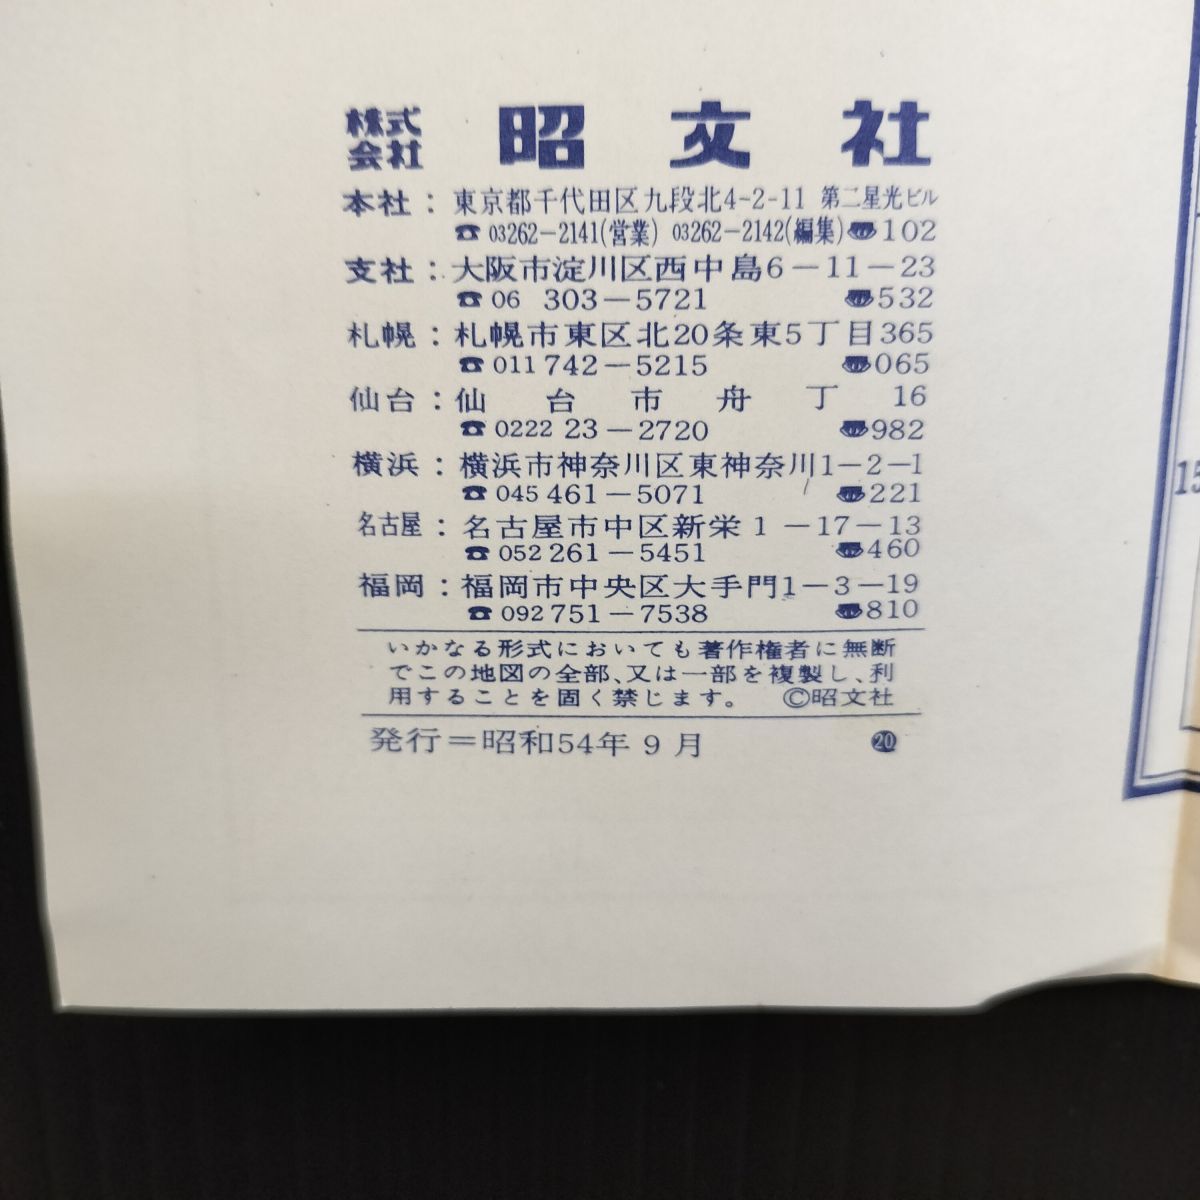 株式会社 昭文社
本社：東京都千代田区九段北4-2-11 第二星光ビル
☎ 03262-2141(営業) 03262-2142(編集) 102
支社：大阪市淀川区西中島6-11-23
☎ 06 303-5721 532
札幌：札幌市東区北20条東5丁目365
☎ 011 742-5215 065
仙台：仙台市舟丁 16
☎ 0222 23-2720 982
横浜：横浜市神奈川区東神奈川1-2-1
☎ 045 461-5071 221
名古屋：名古屋市中区新栄1-17-13
☎ 052 261-5451 460
福岡：福岡市中央区大手門1-3-19
☎ 092 751-7538 810
いかなる形式においても著作権者に無断
でこの地図の全部、又は一部を複製し、利
用することを固く禁じます。 ©昭文社
発行＝昭和54年9月 ⑳
15